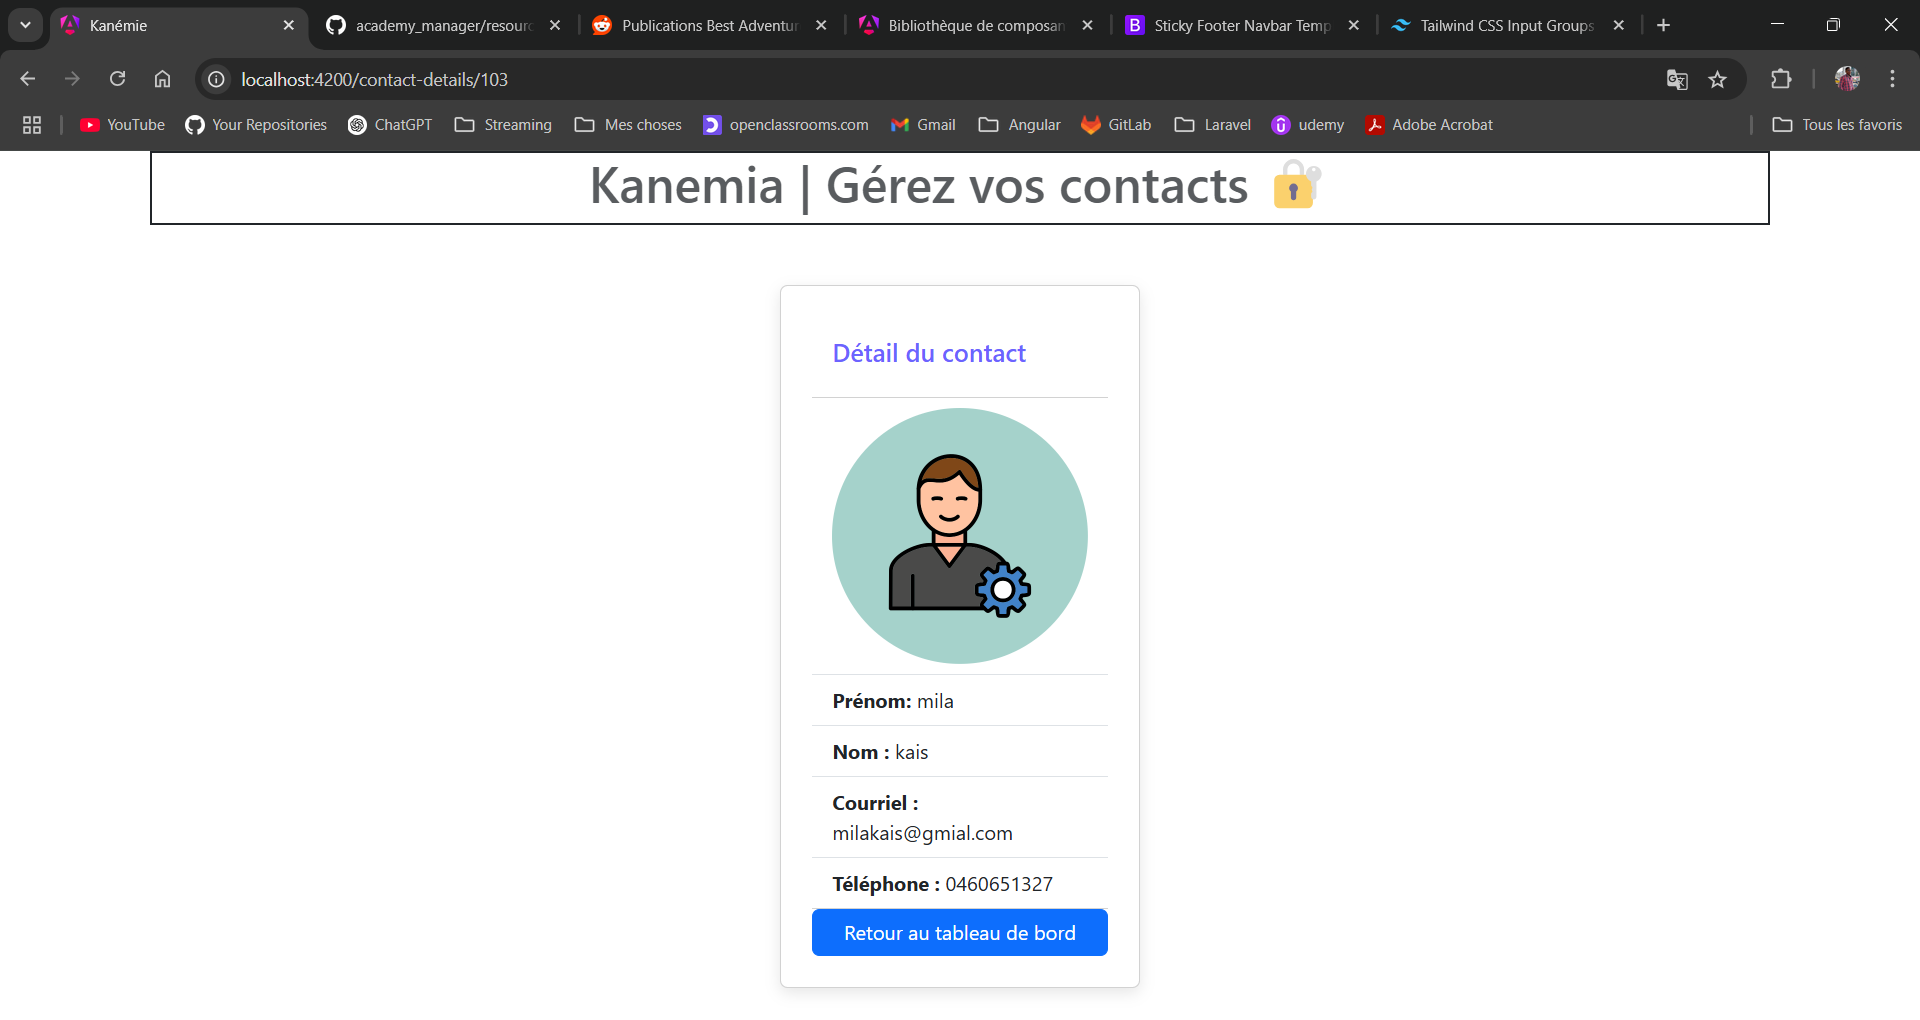 Kanémie
academy_manager/resourc
Publications Best Adventur
Bibliothèque de composan
B Sticky Footer Navbar Temp
Tailwind CSS Input Groups
localhost:4200/contact-details/103
YouTube
Your Repositories
ChatGPT
Streaming
Mes choses
openclassrooms.com
Gmail
Angular
GitLab
Laravel
udemy
Adobe Acrobat
Tous les favoris
Kanemia | Gérez vos contacts
Détail du contact
Prénom: mila
Nom : kais
Courriel :
milakais@gmial.com
Téléphone : 0460651327
Retour au tableau de bord